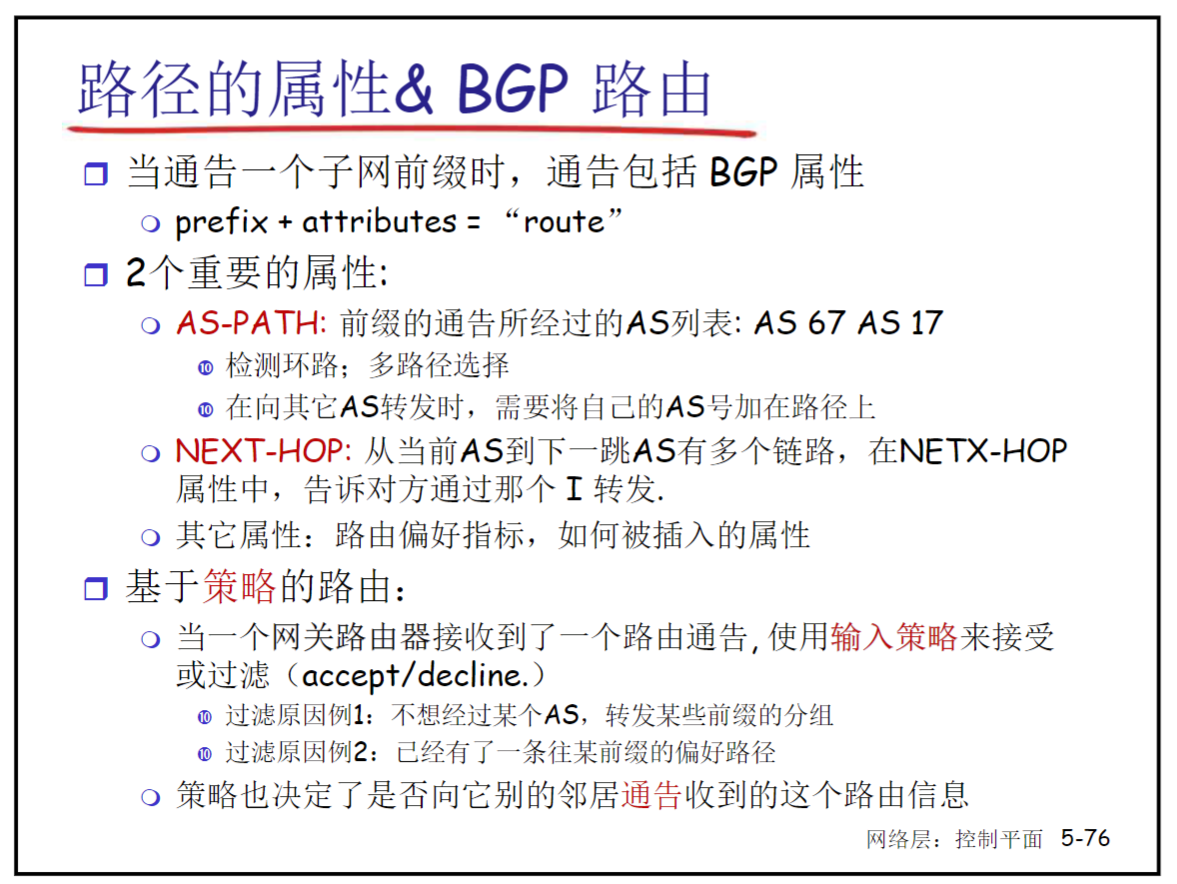 路径的属性& BGP 路由
当通告一个子网前缀时，通告包括 BGP 属性
prefix + attributes = “route”
2个重要的属性:
AS-PATH: 前缀的通告所经过的AS列表: AS 67 AS 17
⓾ 检测环路；多路径选择
⓾ 在向其它AS转发时，需要将自己的AS号加在路径上
NEXT-HOP: 从当前AS到下一跳AS有多个链路，在NETX-HOP
属性中，告诉对方通过那个 I 转发.
其它属性：路由偏好指标，如何被插入的属性
基于策略的路由：
当一个网关路由器接收到了一个路由通告, 使用输入策略来接受
或过滤（accept/decline.）
⓾ 过滤原因例1：不想经过某个AS，转发某些前缀的分组
⓾ 过滤原因例2：已经有了一条往某前缀的偏好路径
策略也决定了是否向它别的邻居通告收到的这个路由信息
网络层：控制平面 5-76